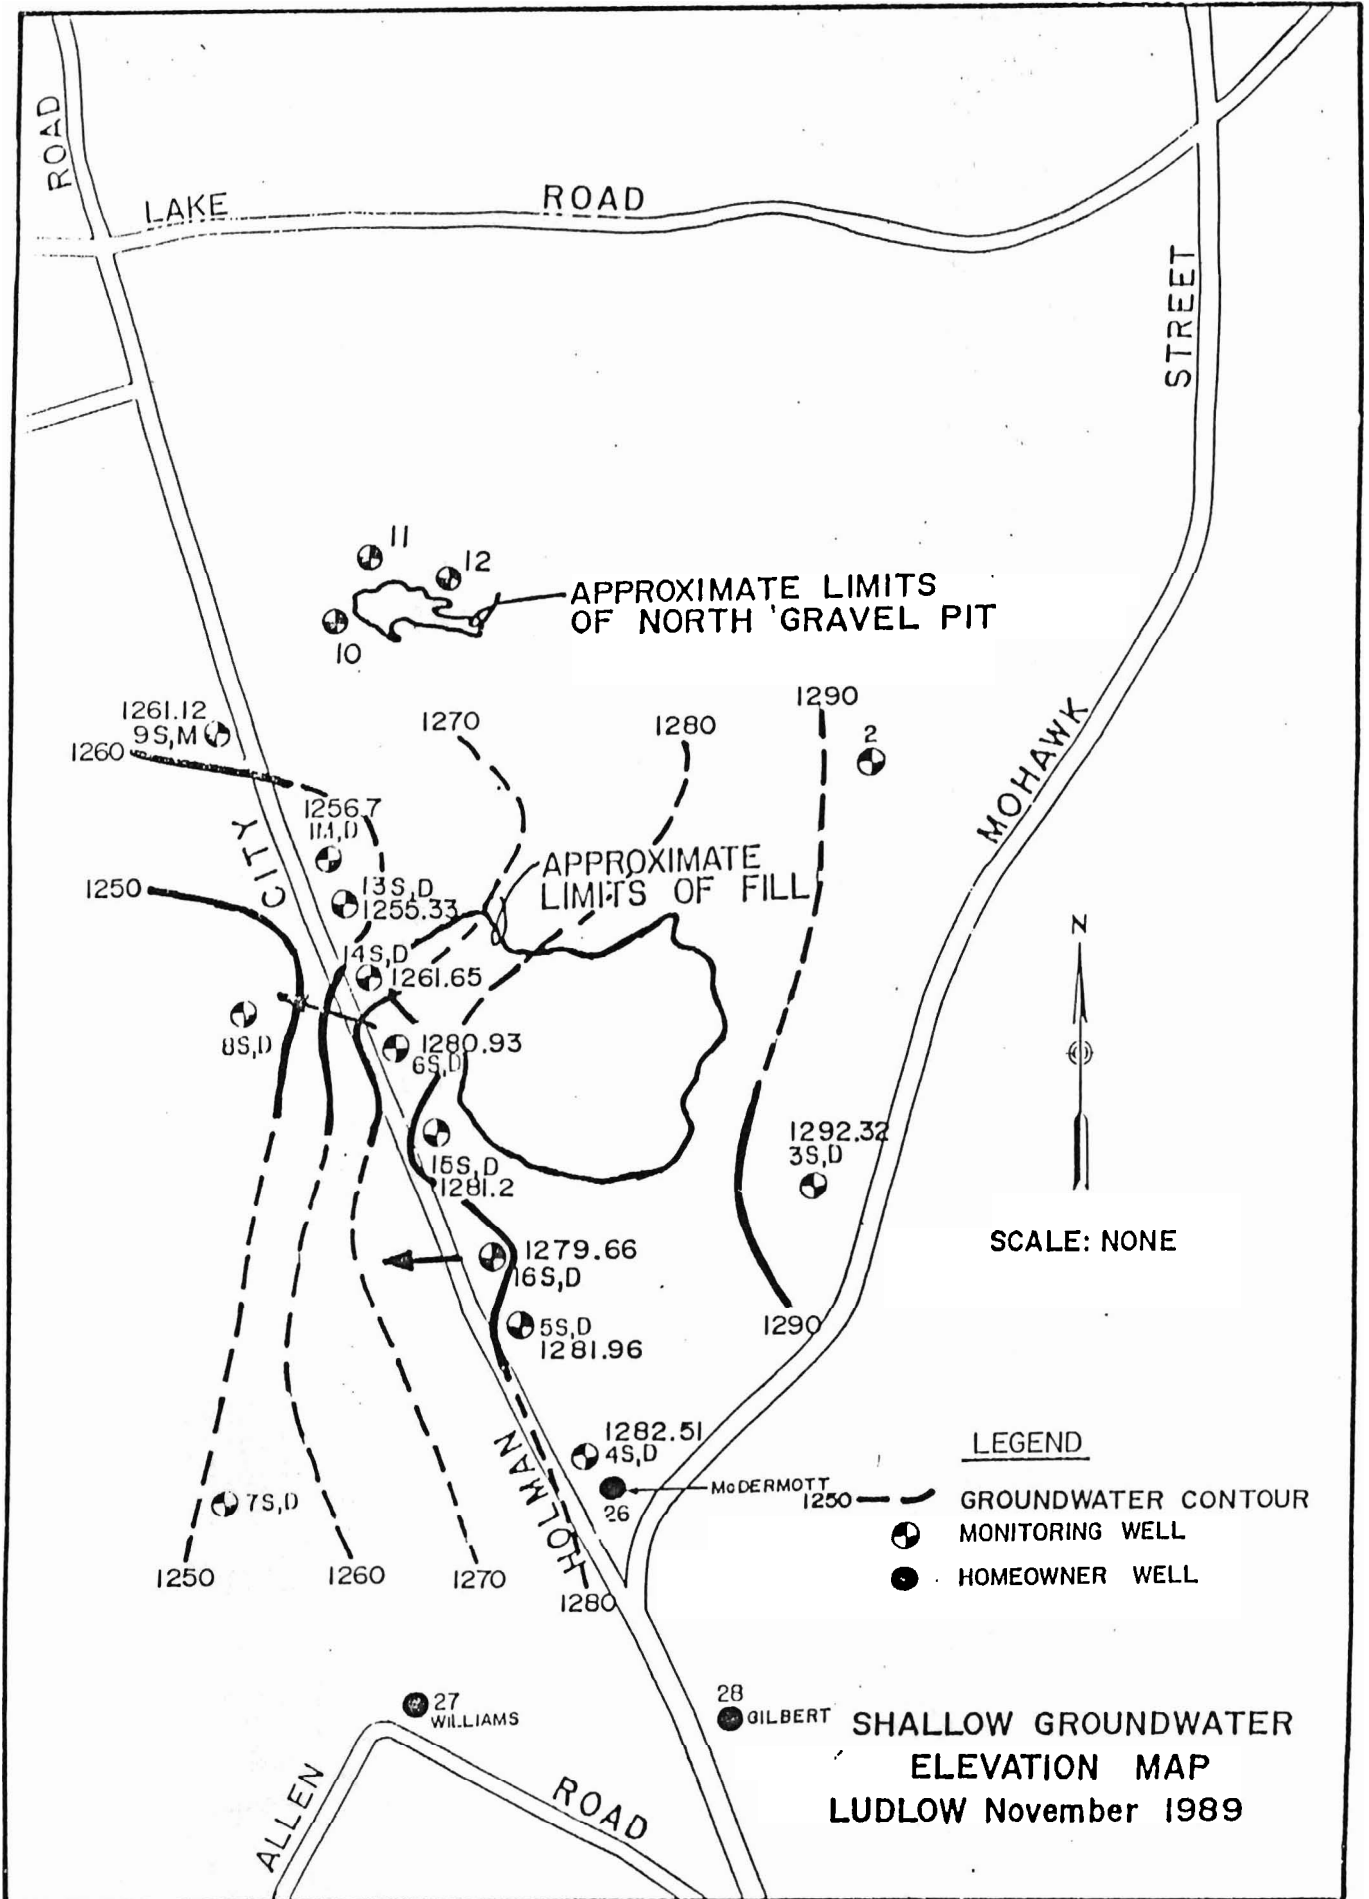 ROAD
LAKE ROAD
STREET
11
12
APPROXIMATE LIMITS
OF NORTH 'GRAVEL PIT
10
1290
1261.12
9S,M
1270
1280
2
1260
MOHAWK
1256.7
1M,D
CITY
APPROXIMATE
LIMITS OF FILL
1250
13S,D
1255.33
N
14S,D
1261.65
8S,D
1280.93
6S,D
1292.32
3S,D
15S,D
1281.2
SCALE: NONE
1279.66
16S,D
5S,D
1281.96
1290
1282.51
4S,D
HOLMAN
LEGEND
McDERMOTT
26
1250 GROUNDWATER CONTOUR
MONITORING WELL
HOMEOWNER WELL
7S,D
1250
1260
1270
1280
27
WILLIAMS
28
GILBERT
SHALLOW GROUNDWATER
ELEVATION MAP
LUDLOW November 1989
ALLEN
ROAD